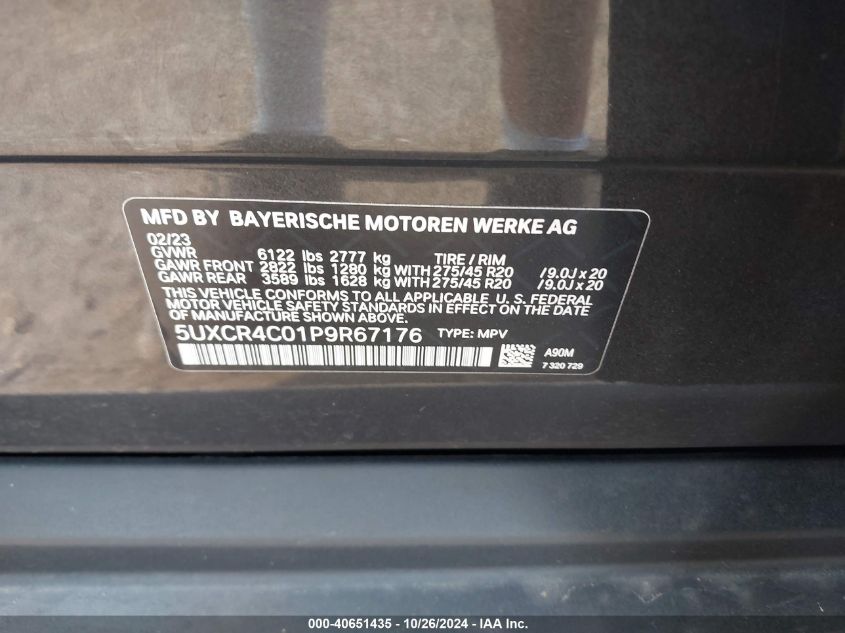 MFD BY BAYERISCHE MOTOREN WERKE AG
02/23
GVWR 6122 lbs 2777 kg TIRE / RIM
GAWR FRONT 2822 lbs 1280 kg WITH 275/45 R20 / 9.0J x 20
GAWR REAR 3589 lbs 1628 kg WITH 275/45 R20 / 9.0J x 20
THIS VEHICLE CONFORMS TO ALL APPLICABLE U. S. FEDERAL
MOTOR VEHICLE SAFETY STANDARDS IN EFFECT ON THE DATE
OF MANUFACTURE SHOWN ABOVE.
5UXCR4C01P9R67176 TYPE: MPV
A90M
7 320 729
000-40651435 - 10/26/2024 - IAA Inc.